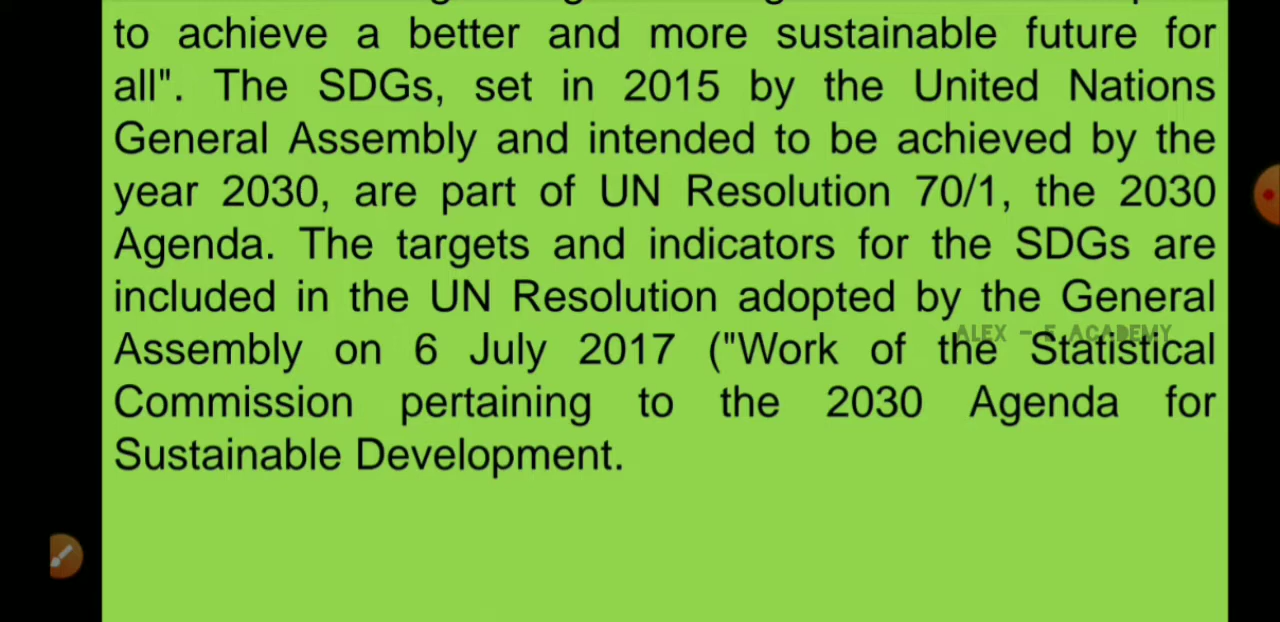 to achieve a better and more sustainable future for
all". The SDGs, set in 2015 by the United Nations
General Assembly and intended to be achieved by the
year 2030, are part of UN Resolution 70/1, the 2030
Agenda. The targets and indicators for the SDGs are
included in the UN Resolution adopted by the General
ALEX - E ACADEMY
Assembly on 6 July 2017 ("Work of the Statistical
Commission pertaining to the 2030 Agenda for
Sustainable Development.